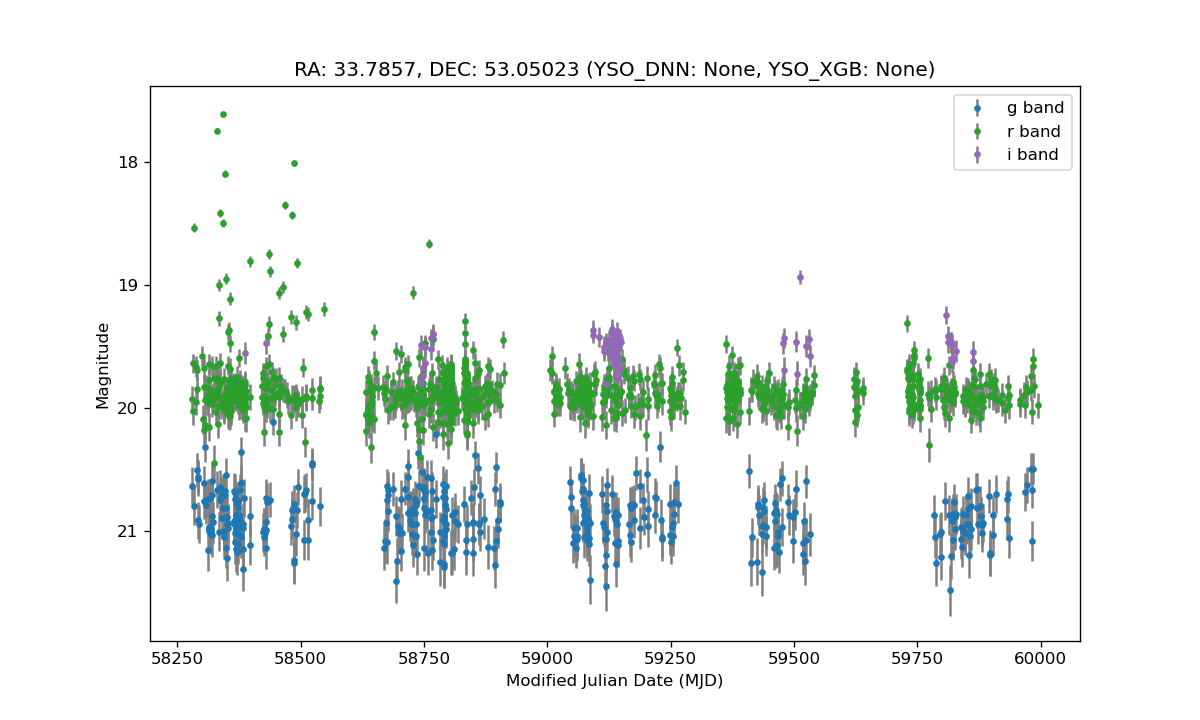 RA: 33.7857, DEC: 53.05023 (YSO_DNN: None, YSO_XGB: None)
g band
r band
i band
18
19
20
21
Magnitude
58250
58500
58750
59000
59250
59500
59750
60000
Modified Julian Date (MJD)